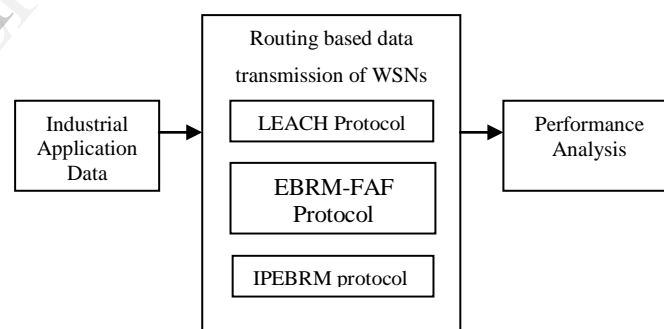 Routing based data
transmission of WSNs
Industrial
Application
Data
LEACH Protocol
EBRM-FAF
Protocol
IPEBRM protocol
Performance
Analysis